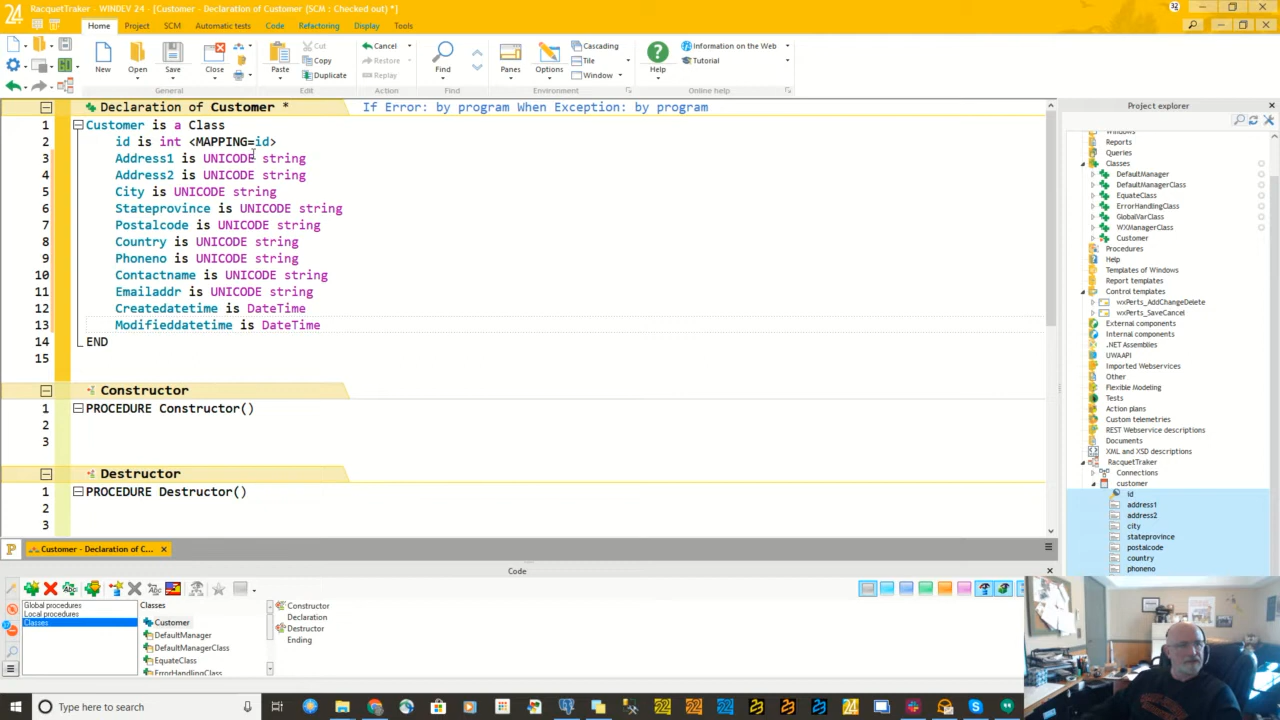 24 RacquetTraker - WINDEV 24 - [Customer - Declaration of Customer (SCM : Checked out) *]
32
Home Project SCM Automatic tests Code Refactoring Display Tools
New Open Save Close Paste Cut Copy Duplicate Cancel Restore Replay Find Panes Options Cascading Tile Window Help Information on the Web Tutorial
General Edit Action Find Environment Online help
Declaration of Customer * If Error: by program When Exception: by program
1 Customer is a Class
2 id is int <MAPPING=id>
3 Address1 is UNICODE string
4 Address2 is UNICODE string
5 City is UNICODE string
6 Stateprovince is UNICODE string
7 Postalcode is UNICODE string
8 Country is UNICODE string
9 Phoneno is UNICODE string
10 Contactname is UNICODE string
11 Emailaddr is UNICODE string
12 Createdatetime is DateTime
13 Modifieddatetime is DateTime
14 END
15
Constructor
1 PROCEDURE Constructor()
2
3
Destructor
1 PROCEDURE Destructor()
2
3
Project explorer
Windows
Reports
Queries
Classes
DefaultManager
DefaultManagerClass
EquateClass
ErrorHandlingClass
GlobalVarClass
WXManagerClass
Customer
Procedures
Help
Templates of Windows
Report templates
Control templates
wxPerts_AddChangeDelete
wxPerts_SaveCancel
External components
Internal components
.NET Assemblies
UWAAPI
Imported Webservices
Other
Flexible Modeling
Tests
Action plans
Custom telemetries
REST Webservice descriptions
Documents
XML and XSD descriptions
RacquetTraker
Connections
customer
id
address1
address2
city
stateprovince
postalcode
country
phoneno
P Customer - Declaration of C...
Code
Global procedures
Local procedures
Classes
Classes
Customer
DefaultManager
DefaultManagerClass
EquateClass
ErrorHandlingClass
Constructor
Declaration
Destructor
Ending
Type here to search